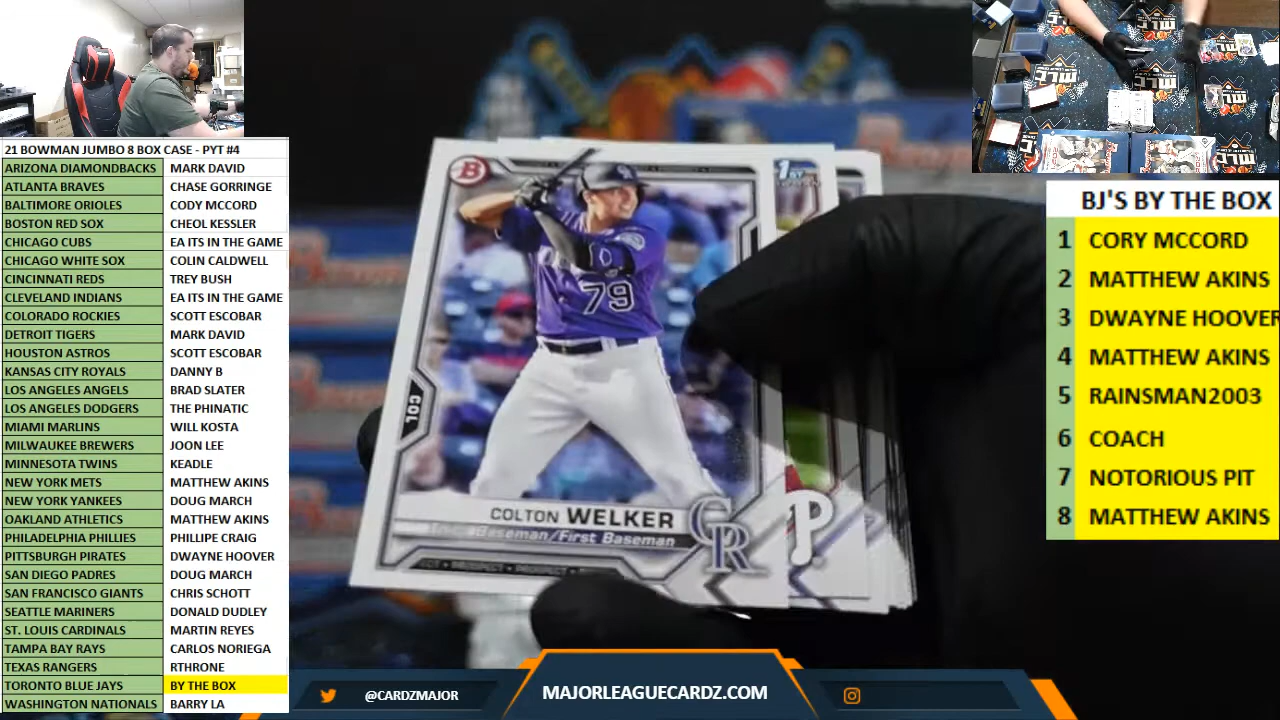 21 BOWMAN JUMBO 8 BOX CASE - PYT #4
ARIZONA DIAMONDBACKS MARK DAVID
ATLANTA BRAVES CHASE GORRINGE
BALTIMORE ORIOLES CODY MCCORD
BOSTON RED SOX CHEOL KESSLER
CHICAGO CUBS EA ITS IN THE GAME
CHICAGO WHITE SOX COLIN CALDWELL
CINCINNATI REDS TREY BUSH
CLEVELAND INDIANS EA ITS IN THE GAME
COLORADO ROCKIES SCOTT ESCOBAR
DETROIT TIGERS MARK DAVID
HOUSTON ASTROS SCOTT ESCOBAR
KANSAS CITY ROYALS DANNY B
LOS ANGELES ANGELS BRAD SLATER
LOS ANGELES DODGERS THE PHINATIC
MIAMI MARLINS WILL KOSTA
MILWAUKEE BREWERS JOON LEE
MINNESOTA TWINS KEADLE
NEW YORK METS MATTHEW AKINS
NEW YORK YANKEES DOUG MARCH
OAKLAND ATHLETICS MATTHEW AKINS
PHILADELPHIA PHILLIES PHILLIPE CRAIG
PITTSBURGH PIRATES DWAYNE HOOVER
SAN DIEGO PADRES DOUG MARCH
SAN FRANCISCO GIANTS CHRIS SCHOTT
SEATTLE MARINERS DONALD DUDLEY
ST. LOUIS CARDINALS MARTIN REYES
TAMPA BAY RAYS CARLOS NORIEGA
TEXAS RANGERS RTHRONE
TORONTO BLUE JAYS BY THE BOX
WASHINGTON NATIONALS BARRY LA
B
1ST
79
COL
COLTON WELKER
Baseman/First Baseman
CR
P
PROSPECT
BJ'S BY THE BOX
1 CORY MCCORD
2 MATTHEW AKINS
3 DWAYNE HOOVER
4 MATTHEW AKINS
5 RAINSMAN2003
6 COACH
7 NOTORIOUS PIT
8 MATTHEW AKINS
@CARDZMAJOR
MAJORLEAGUECARDZ.COM